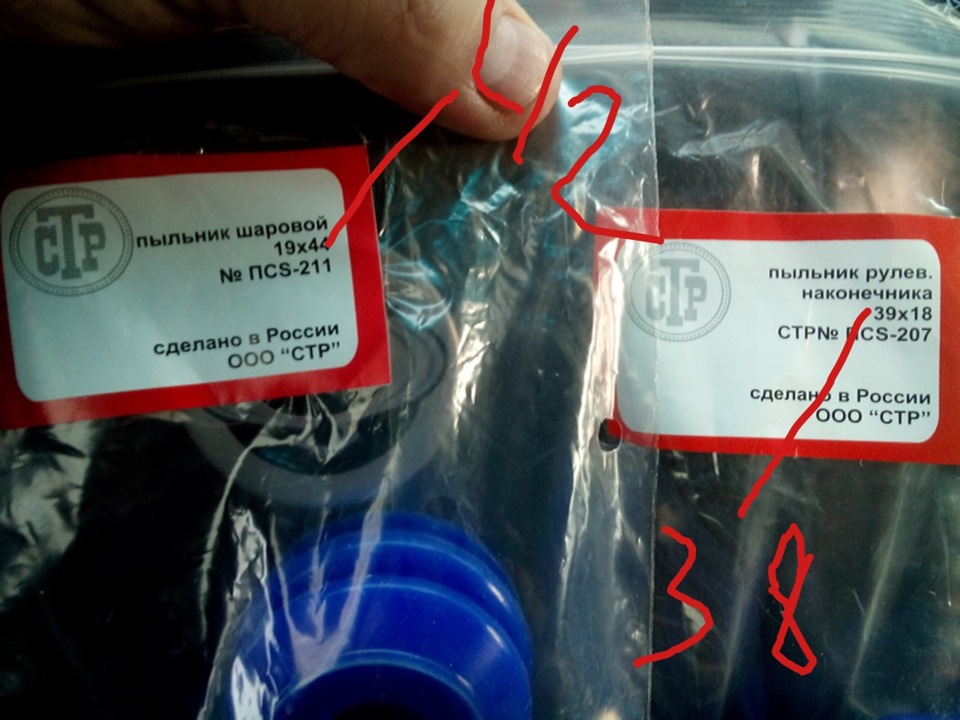 42
СТР
пыльник шаровой
19х44
№ ПСS-211
сделано в России
ООО “СТР”
СТР
пыльник рулев.
наконечника
39х18
СТР№ ПСS-207
сделано в России
ООО “СТР”
38